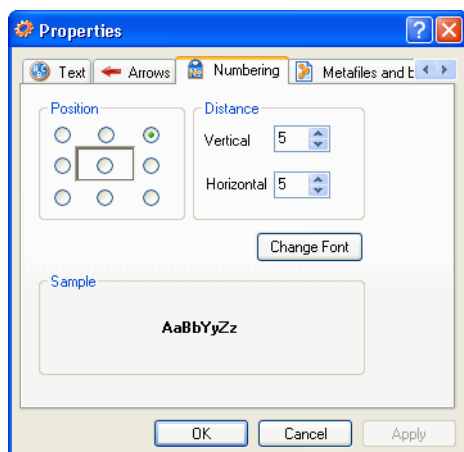 Properties
Text Arrows Numbering Metafiles and b
Position
Distance
Vertical 5
Horizontal 5
Change Font
Sample
AaBbYyZz
OK Cancel Apply